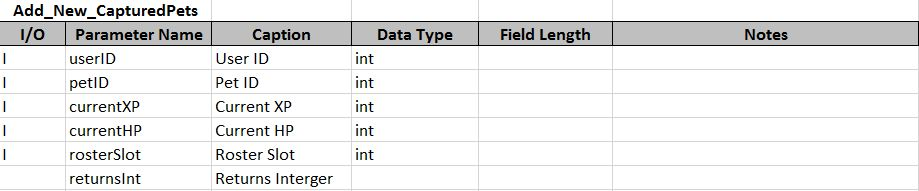 Add_New_CapturedPets
I/O Parameter Name Caption Data Type Field Length Notes
I userID User ID int
I petID Pet ID int
I currentXP Current XP int
I currentHP Current HP int
I rosterSlot Roster Slot int
returnsInt Returns Interger